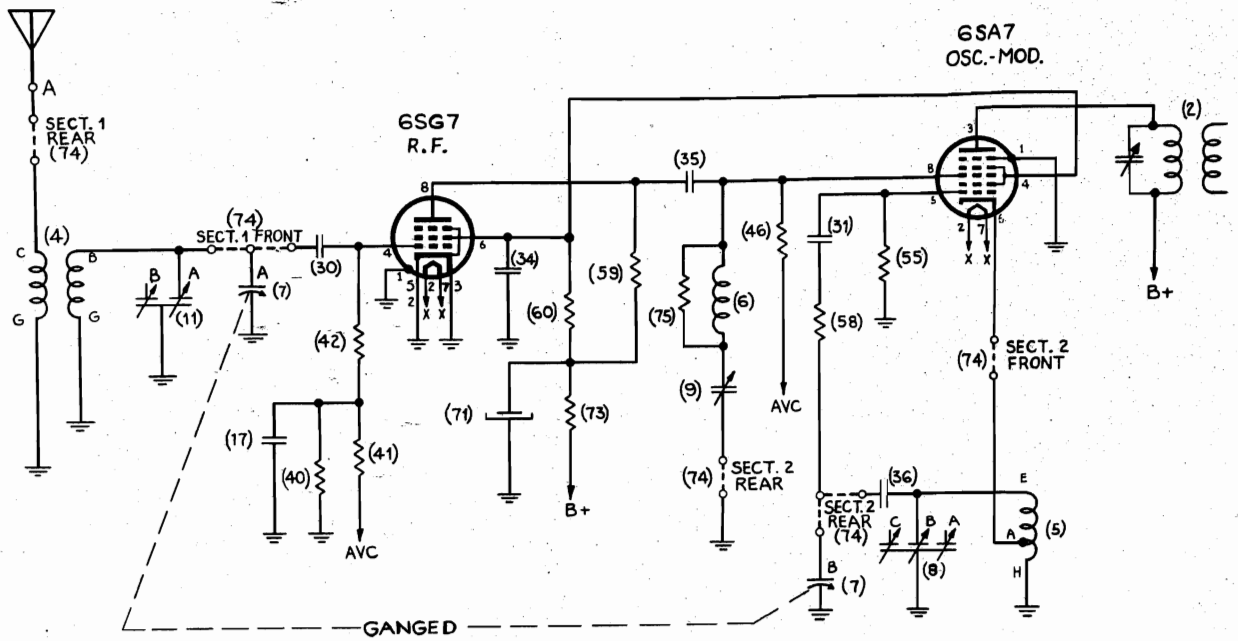 6SA7
OSC.-MOD.
A
SECT. 1
REAR
(74)
6SG7
R.F.
(2)
3
1
8
4
5
2
7
6
X
X
B+
8
(35)
(4)
C
B
G
G
(74)
SECT. 1 FRONT
(30)
4
6
1
5
2
2
7
3
X
X
(34)
(59)
(46)
(31)
(55)
B
A
(11)
A
(7)
(60)
(75)
(6)
(58)
(42)
(74)
SECT. 2
FRONT
(71)
(73)
(9)
AVC
(17)
(40)
(41)
AVC
B+
(74)
SECT. 2
REAR
SECT. 2
REAR
(74)
(36)
E
C
B
A
(8)
A
(5)
H
B
(7)
GANGED